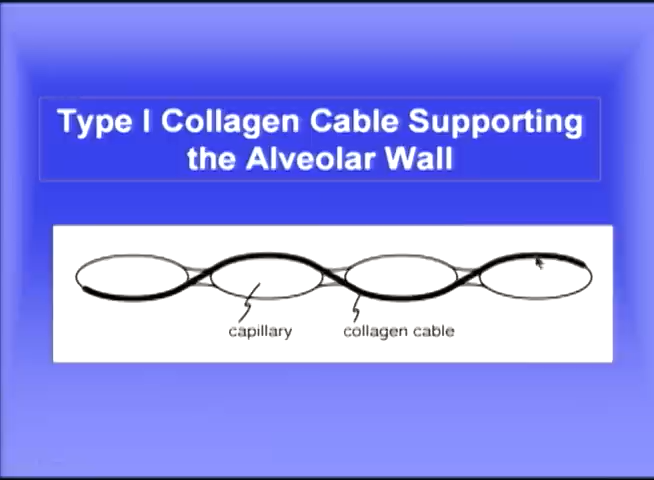 Type I Collagen Cable Supporting
the Alveolar Wall
capillary
collagen cable